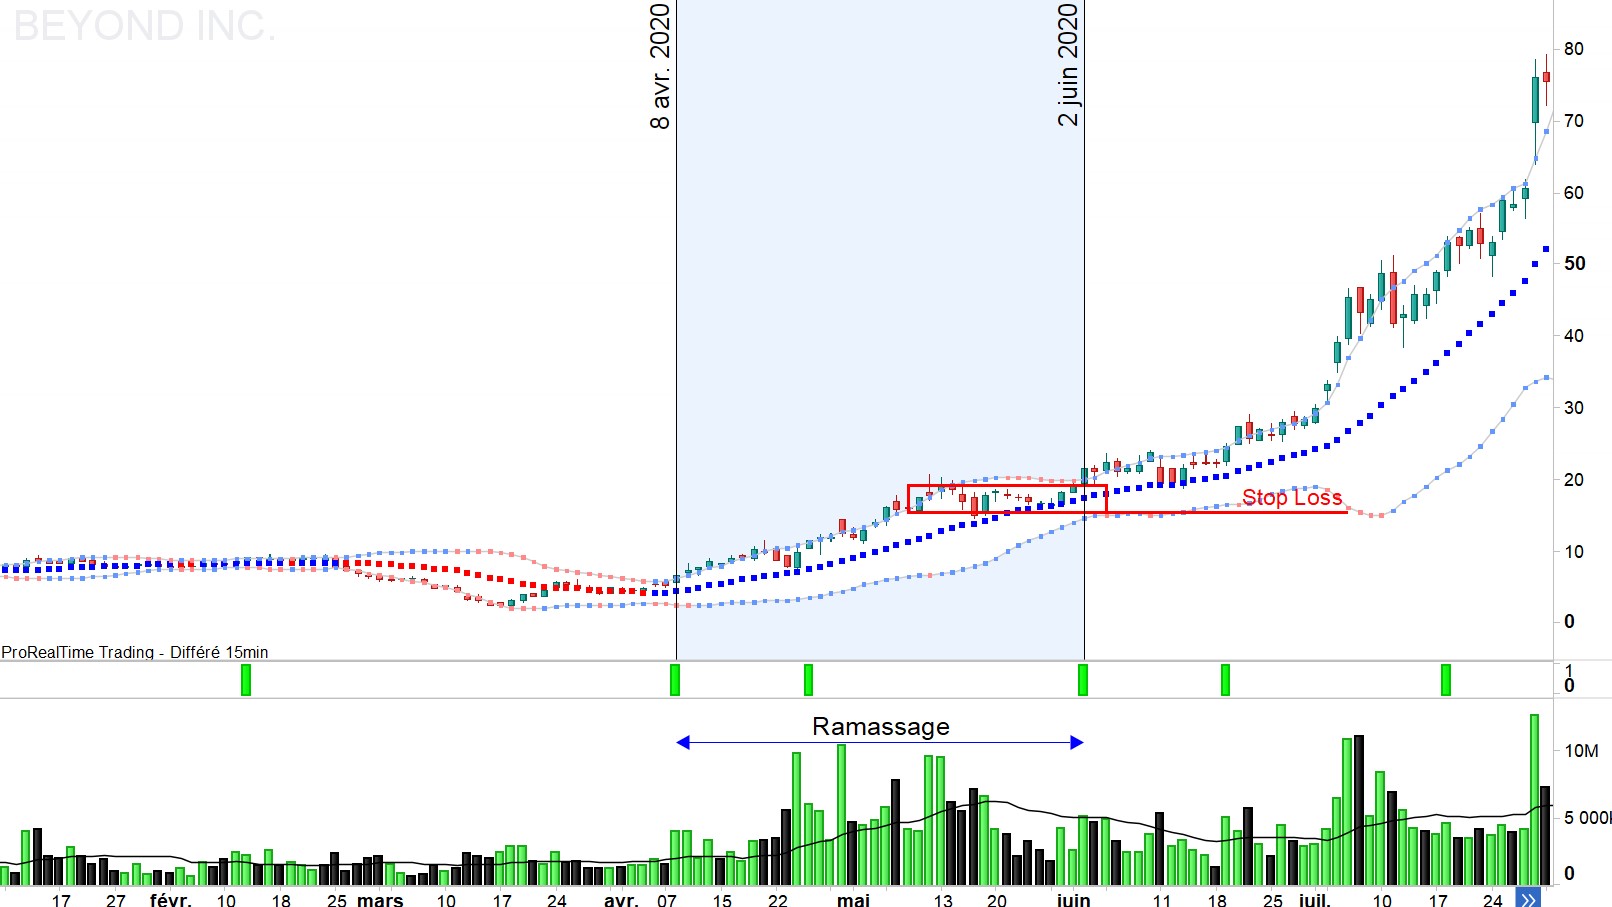 BEYOND INC.
8 avr. 2020
2 juin 2020
80
70
60
50
40
30
20
10
0
Stop Loss
ProRealTime Trading - Différé 15min
1
0
Ramassage
10M
5 000k
0
17 27 févr. 10 18 25 mars 10 17 24 avr. 07 15 22 mai 13 20 juin 11 18 25 juil. 10 17 24 »